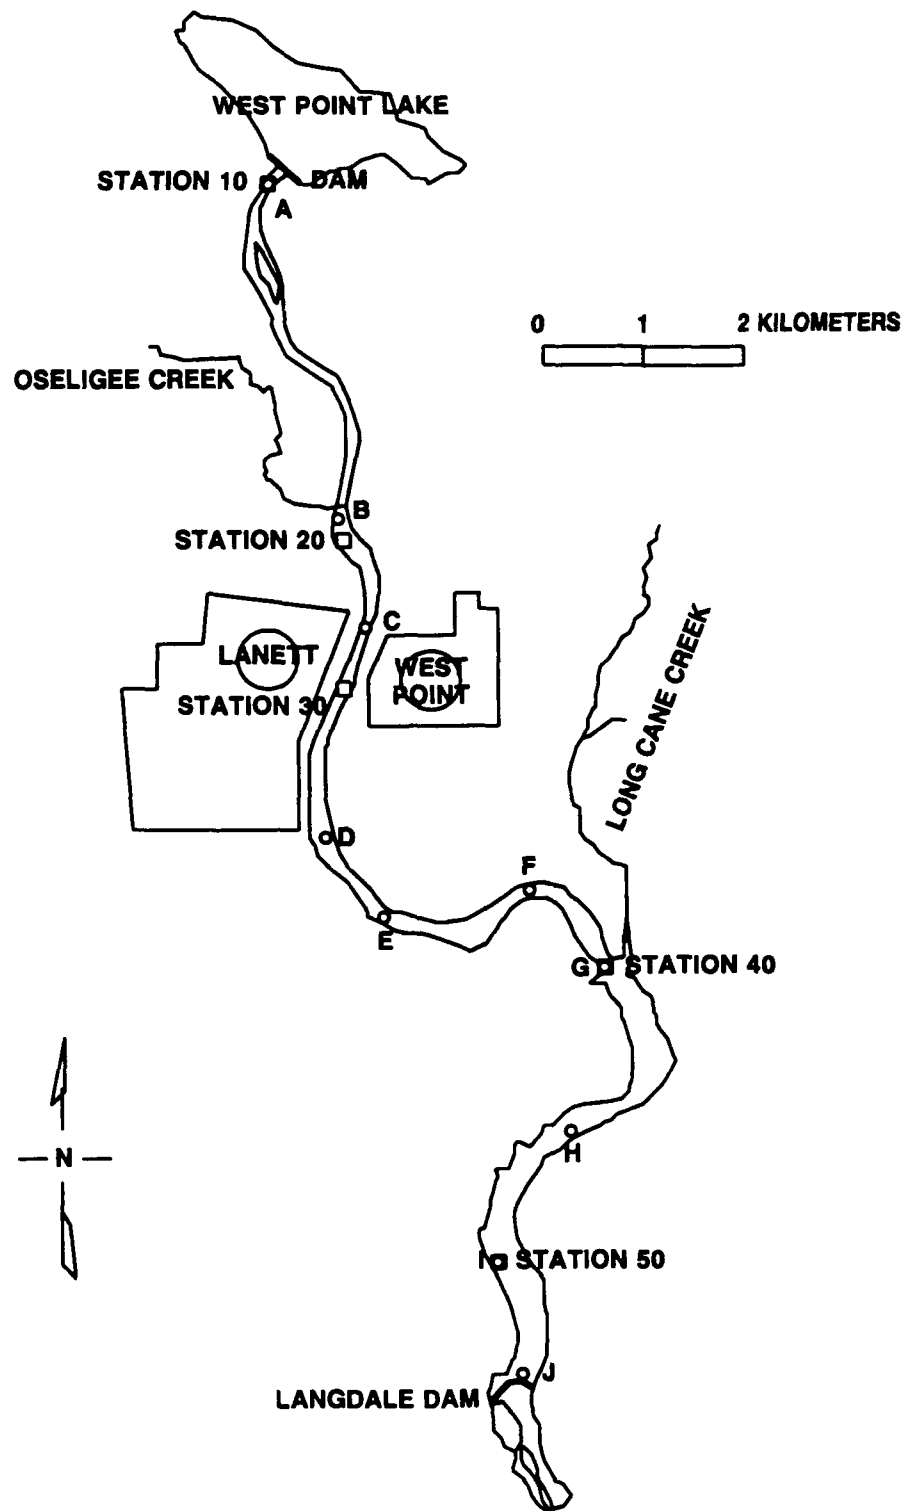 WEST POINT LAKE
STATION 10
DAM
A
0 1 2 KILOMETERS
OSELIGEE CREEK
B
STATION 20
C
LANETT
WEST
POINT
STATION 30
LONG CANE CREEK
D
F
E
G
STATION 40
H
N
I
STATION 50
J
LANGDALE DAM